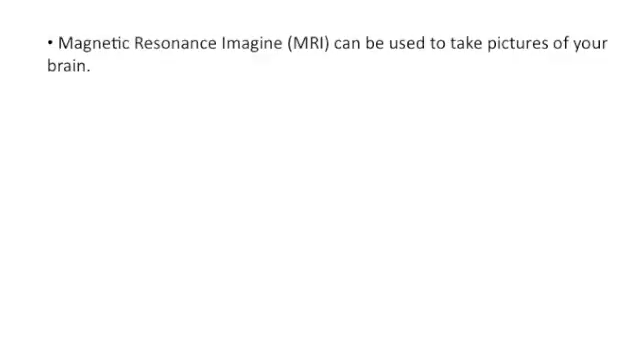 • Magnetic Resonance Imagine (MRI) can be used to take pictures of your
brain.